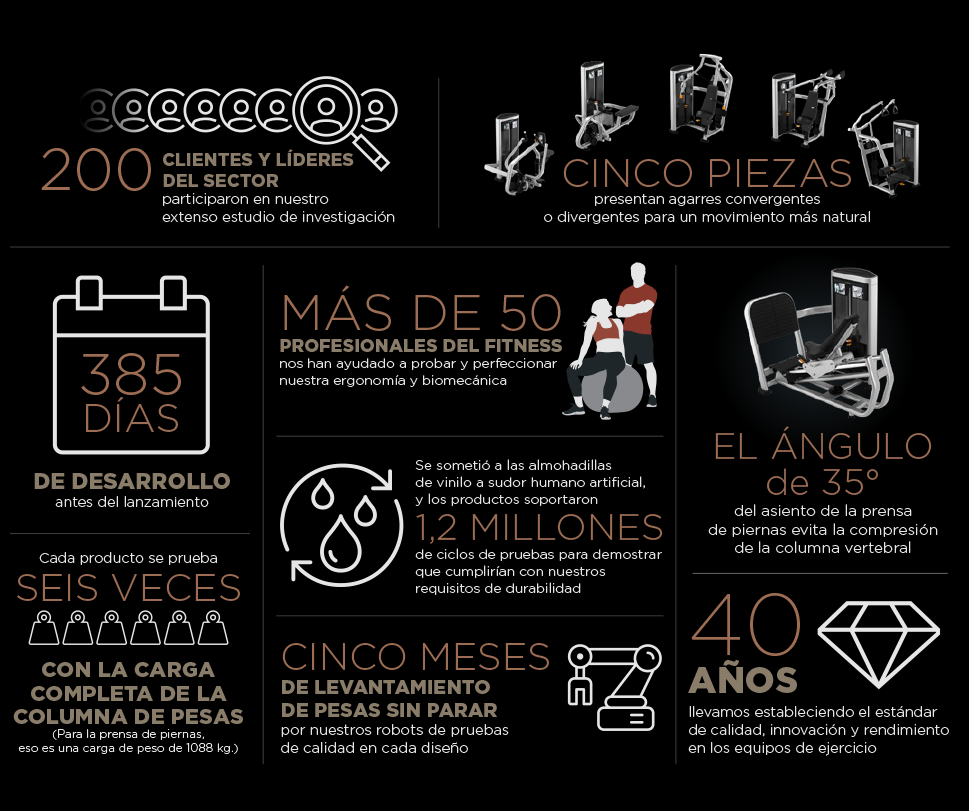 200
CLIENTES Y LÍDERES
DEL SECTOR
participaron en nuestro
extenso estudio de investigación
CINCO PIEZAS
presentan agarres convergentes
o divergentes para un movimiento más natural
385
DÍAS
DE DESARROLLO
antes del lanzamiento
MÁS DE 50
PROFESIONALES DEL FITNESS
nos han ayudado a probar y perfeccionar
nuestra ergonomía y biomecánica
EL ÁNGULO
de 35°
del asiento de la prensa
de piernas evita la compresión
de la columna vertebral
Se sometió a las almohadillas
de vinilo a sudor humano artificial,
y los productos soportaron
1,2 MILLONES
de ciclos de pruebas para demostrar
que cumplirían con nuestros
requisitos de durabilidad
Cada producto se prueba
SEIS VECES
CON LA CARGA
COMPLETA DE LA
COLUMNA DE PESAS
(Para la prensa de piernas,
eso es una carga de peso de 1088 kg.)
CINCO MESES
DE LEVANTAMIENTO
DE PESAS SIN PARAR
por nuestros robots de pruebas
de calidad en cada diseño
40
AÑOS
llevamos estableciendo el estándar
de calidad, innovación y rendimiento
en los equipos de ejercicio